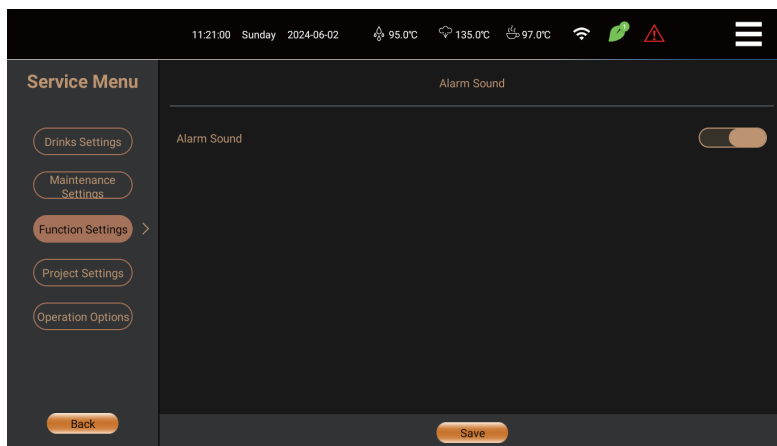 11:21:00 Sunday 2024-06-02 95.0℃ 135.0℃ 97.0℃ 1
Service Menu
Alarm Sound
Alarm Sound
Drinks Settings
Maintenance
Settings
Function Settings
Project Settings
Operation Options
Back
Save